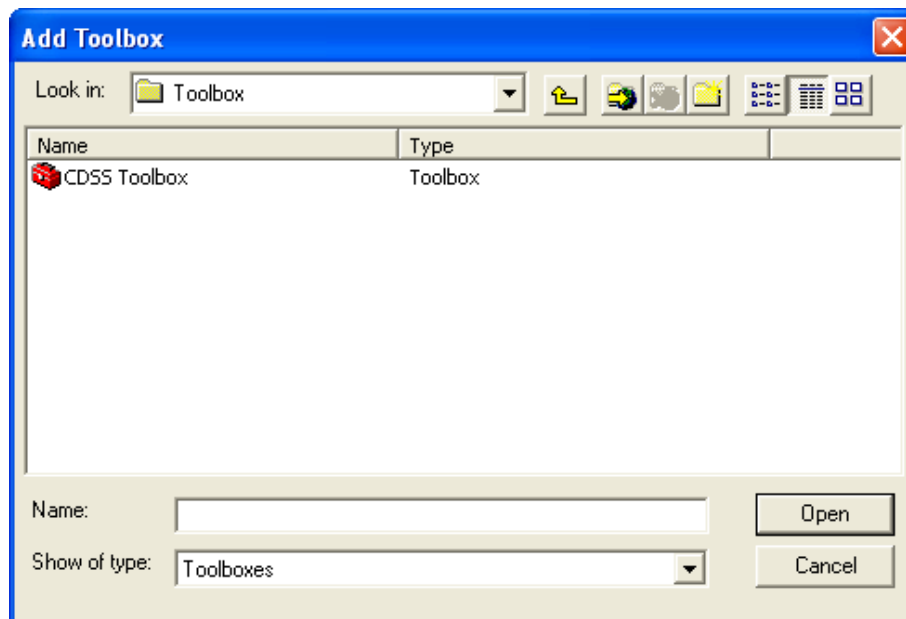 Add Toolbox
Look in: Toolbox
Name Type
CDSS Toolbox Toolbox
Name: Open
Show of type: Toolboxes Cancel